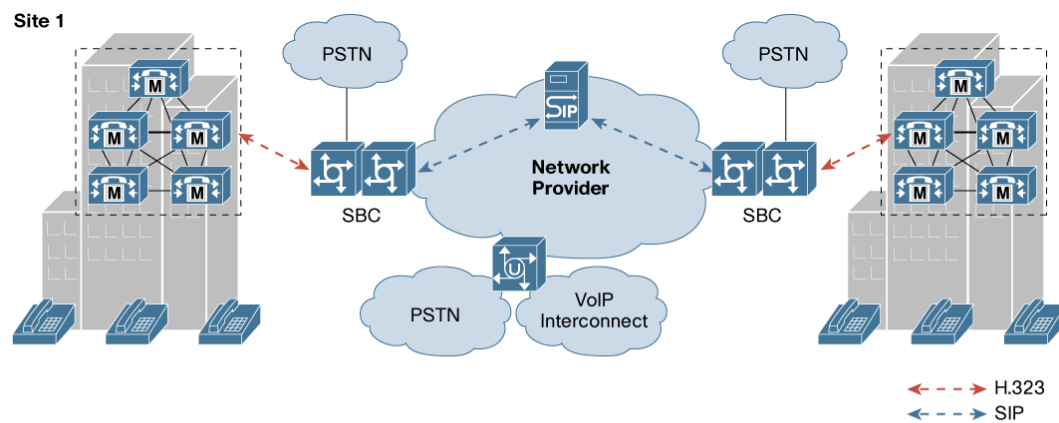 Site 1
PSTN
PSTN
M
M
M
M
M
M
M
M
M
M
SIP
Network
Provider
SBC
SBC
U
PSTN
VoIP
Interconnect
H.323
SIP